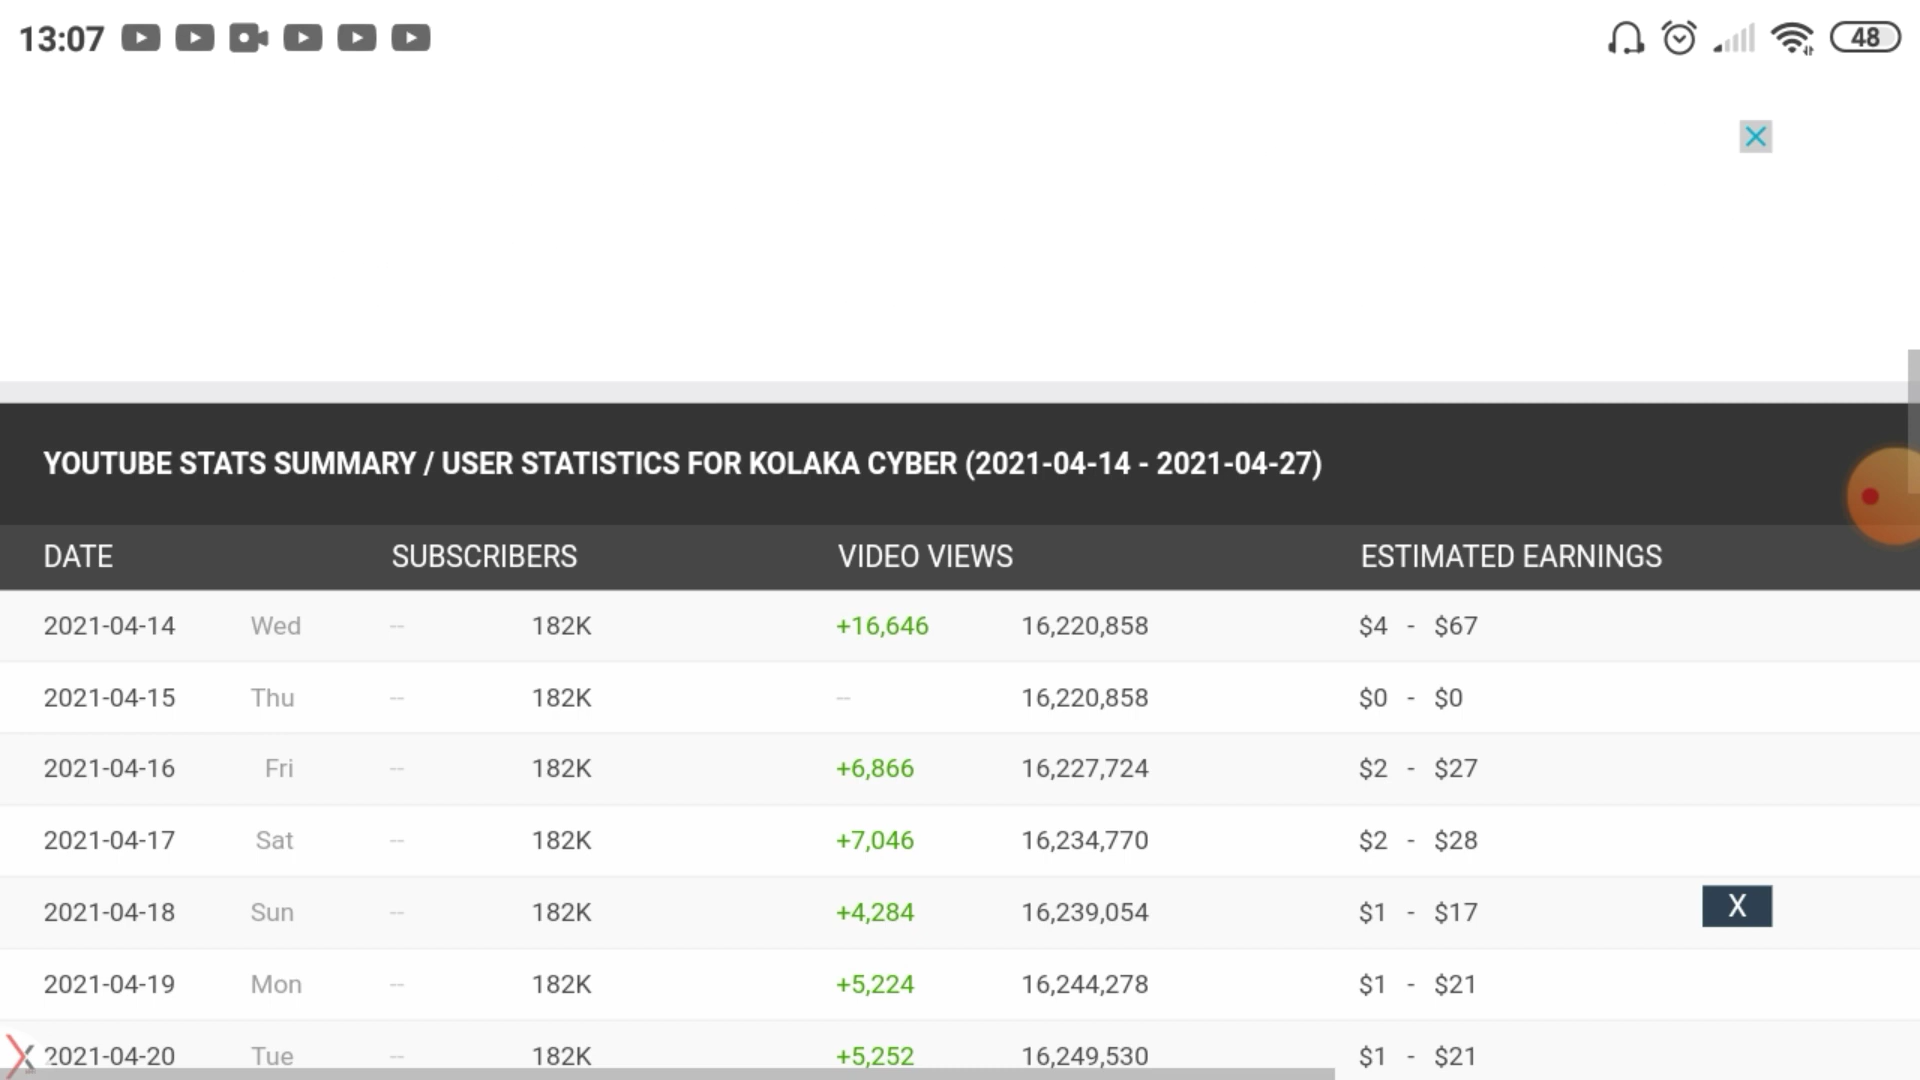 13:07 48
YOUTUBE STATS SUMMARY / USER STATISTICS FOR KOLAKA CYBER (2021-04-14 - 2021-04-27)
DATE SUBSCRIBERS VIDEO VIEWS ESTIMATED EARNINGS
2021-04-14 Wed -- 182K +16,646 16,220,858 $4 - $67
2021-04-15 Thu -- 182K -- 16,220,858 $0 - $0
2021-04-16 Fri -- 182K +6,866 16,227,724 $2 - $27
2021-04-17 Sat -- 182K +7,046 16,234,770 $2 - $28
2021-04-18 Sun -- 182K +4,284 16,239,054 $1 - $17 X
2021-04-19 Mon -- 182K +5,224 16,244,278 $1 - $21
2021-04-20 Tue -- 182K +5,252 16,249,530 $1 - $21